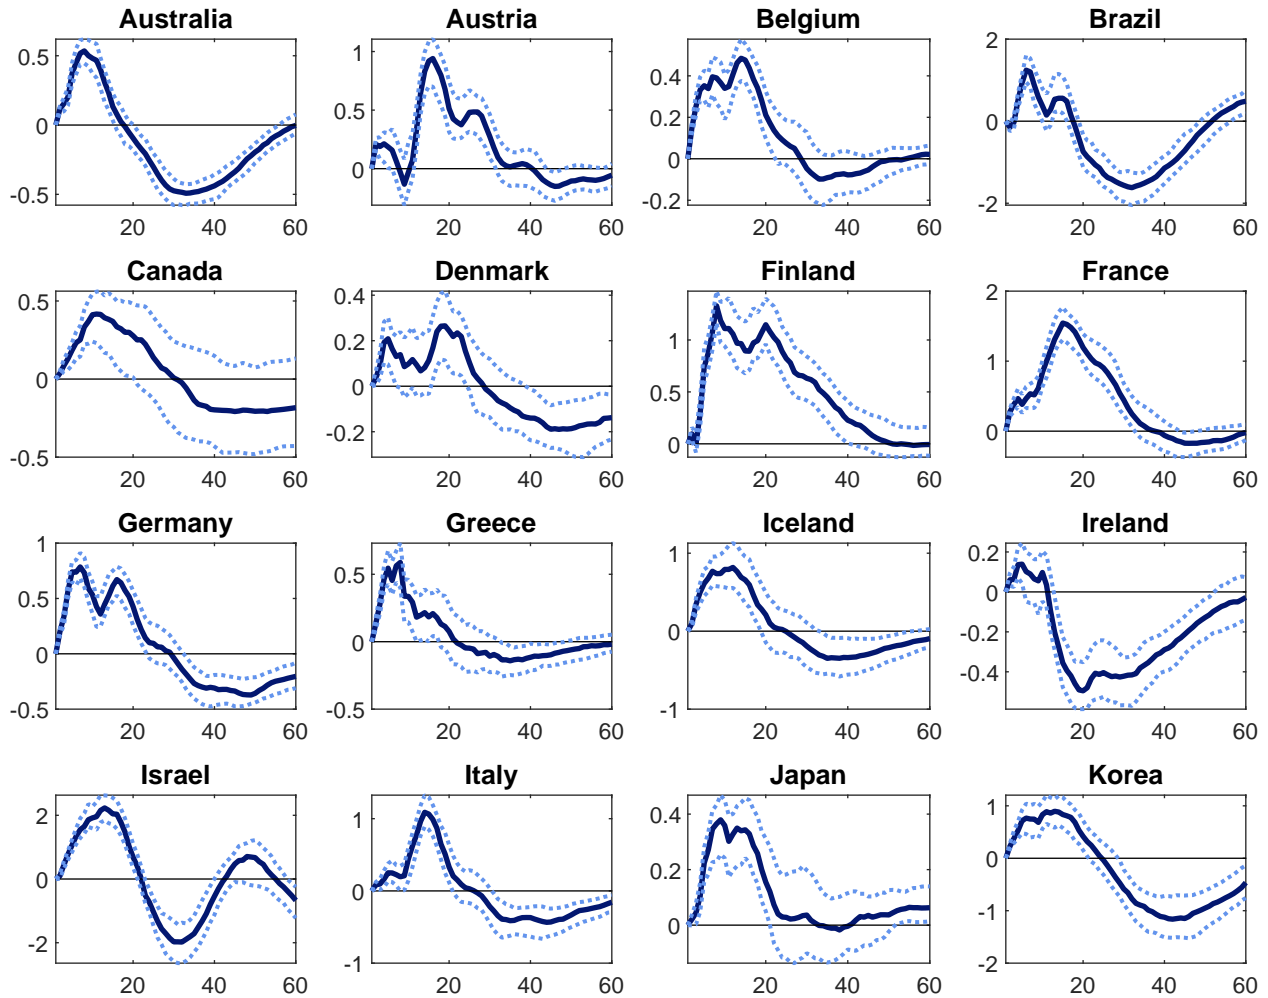 Australia Austria Belgium Brazil
0.5 0 -0.5 20 40 60
1 0.5 0 20 40 60
0.4 0.2 0 -0.2 20 40 60
2 0 -2 20 40 60
Canada Denmark Finland France
0.5 0 -0.5 20 40 60
0.4 0.2 0 -0.2 20 40 60
1 0.5 0 20 40 60
2 1 0 20 40 60
Germany Greece Iceland Ireland
1 0.5 0 -0.5 20 40 60
0.5 0 -0.5 20 40 60
1 0 -1 20 40 60
0.2 0 -0.2 -0.4 20 40 60
Israel Italy Japan Korea
2 0 -2 20 40 60
1 0 -1 20 40 60
0.4 0.2 0 20 40 60
1 0 -1 -2 20 40 60